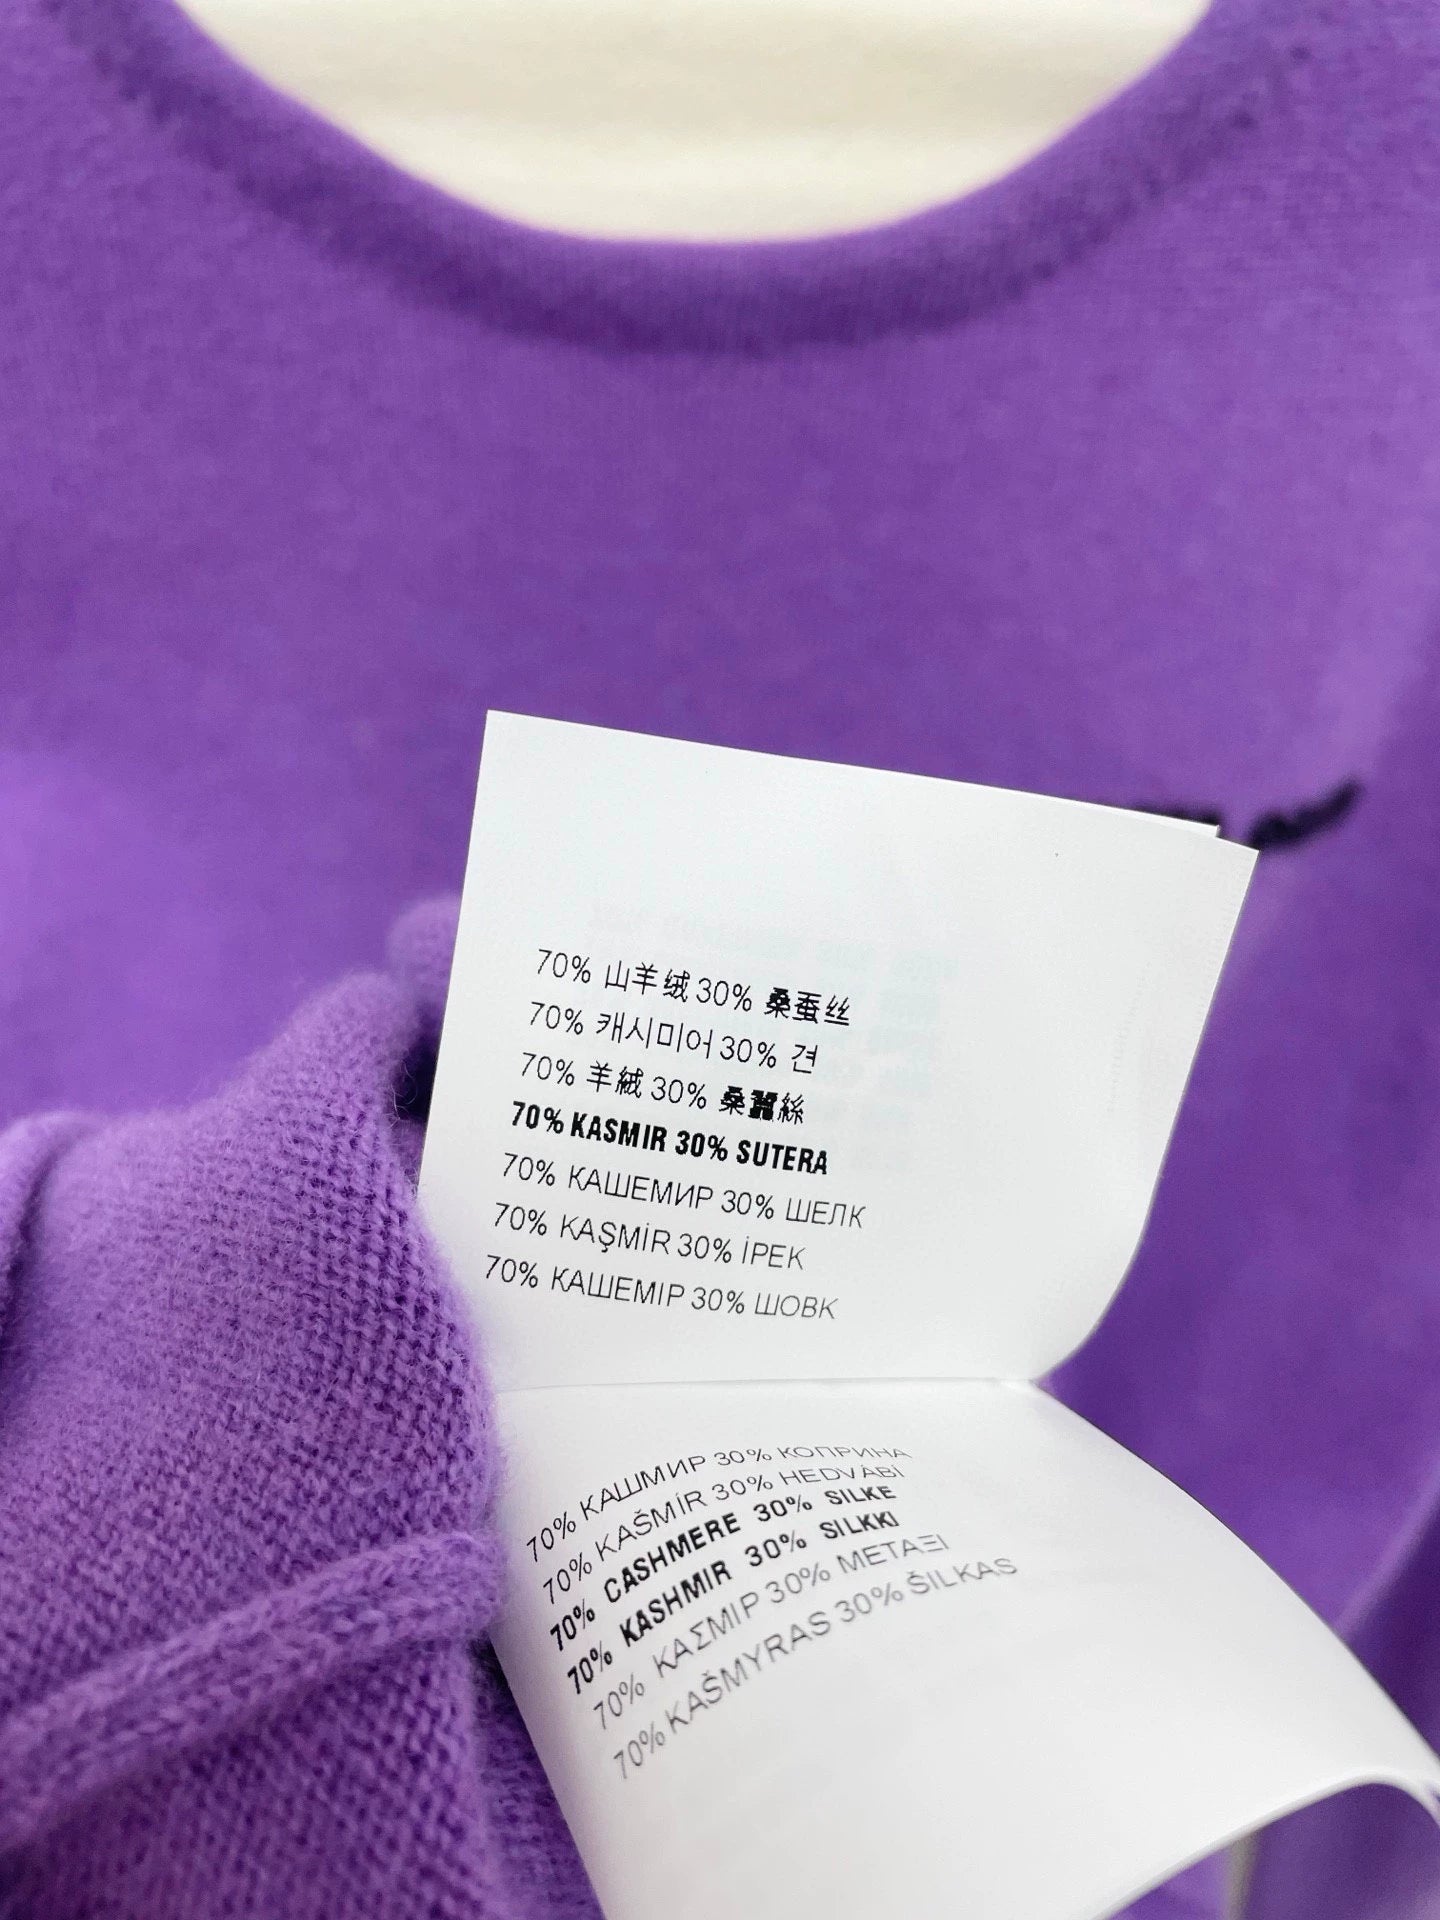 70% 山羊绒 30% 桑蚕丝
70% 캐시미어 30% 견
70% 羊絨 30% 桑蠶絲
70% KASMIR 30% SUTERA
70% КАШЕМИР 30% ШЕЛК
70% KAŞMİR 30% İPEK
70% КАШЕМІР 30% ШОВК
70% КАШМИР 30% КОПРИНА
70% KAŠMÍR 30% HEDVÁBÍ
70% CASHMERE 30% SILKE
70% KASHMIR 30% SILKKI
70% ΚΑΣΜΙΡ 30% ΜΕΤΑΞΙ
70% KAŠMYRAS 30% ŠILKAS